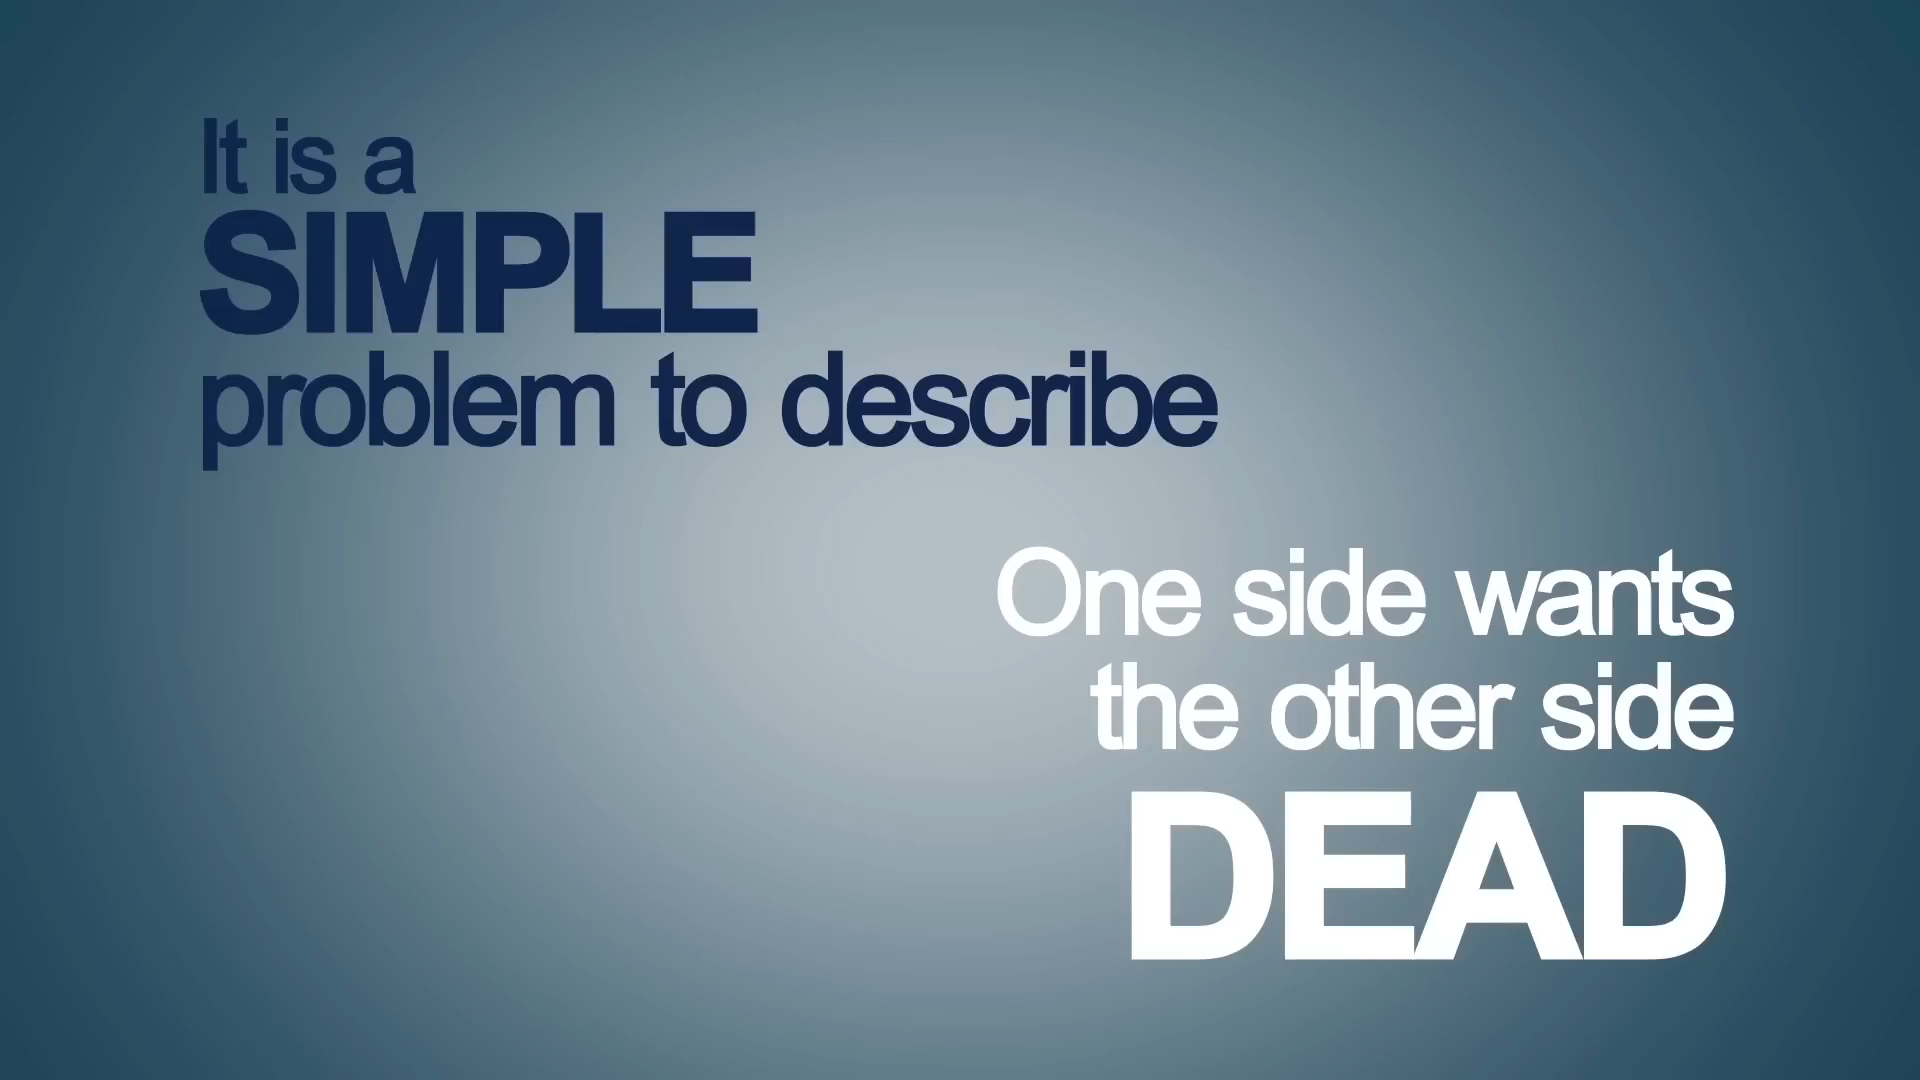 It is a
SIMPLE
problem to describe
One side wants
the other side
DEAD